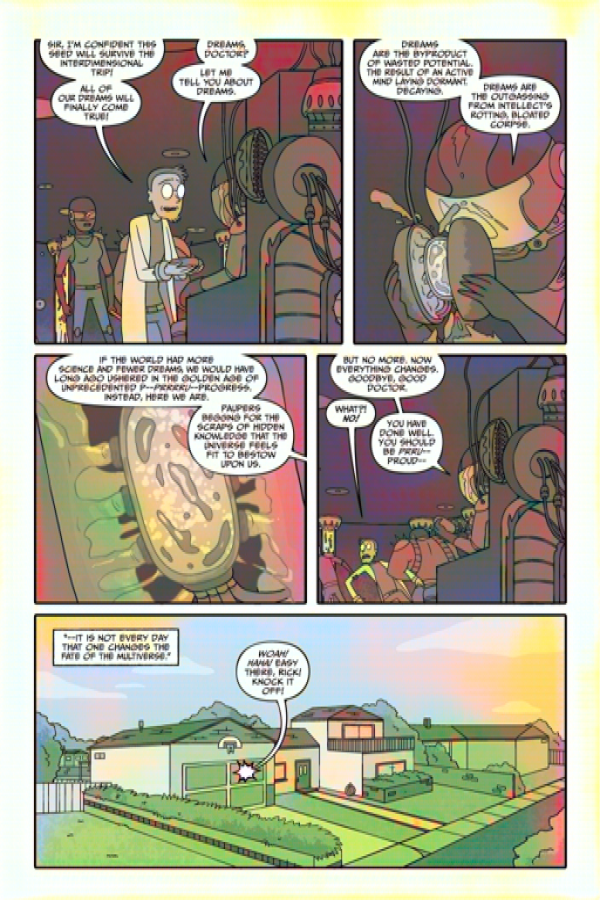 SIR, I'M CONFIDENT THIS
SEED WILL SURVIVE THE
INTERDIMENSIONAL
TRIP!
ALL OF
OUR DREAMS WILL
FINALLY COME
TRUE!
DREAMS,
DOCTOR?
LET ME
TELL YOU ABOUT
DREAMS.
DREAMS
ARE THE BYPRODUCT
OF WASTED POTENTIAL.
THE RESULT OF AN ACTIVE
MIND LAYING DORMANT.
DECAYING.
DREAMS ARE
THE OUTGASSING
FROM INTELLECT'S
ROTTING, BLOATED
CORPSE.
IF THE WORLD HAD MORE
SCIENCE AND FEWER DREAMS, WE WOULD HAVE
LONG AGO USHERED IN THE GOLDEN AGE OF
UNPRECEDENTED P--PRRRRU--PROGRESS.
INSTEAD, HERE WE ARE.
PAUPERS
BEGGING FOR THE
SCRAPS OF HIDDEN
KNOWLEDGE THAT THE
UNIVERSE FEELS
FIT TO BESTOW
UPON US.
BUT NO MORE. NOW
EVERYTHING CHANGES.
GOODBYE, GOOD
DOCTOR.
WHAT?!
NO!
YOU HAVE
DONE WELL.
YOU SHOULD
BE PRRU--
PROUD--
"--IT IS NOT EVERY DAY
THAT ONE CHANGES THE
FATE OF THE MULTIVERSE."
WOAH!
HAHA! EASY
THERE, RICK!
KNOCK IT
OFF!